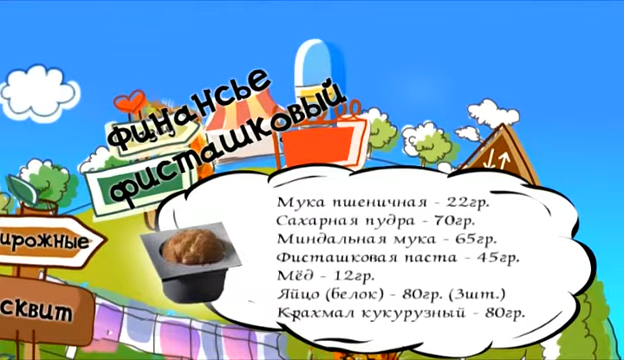 финансье
фисташковый
Мука пшеничная - 22гр.
Сахарная пудра - 70гр.
Миндальная мука - 65гр.
Фисташковая паста - 45гр.
Мёд - 12гр.
Яйцо (белок) - 80гр. (3шт.)
Крахмал кукурузный - 80гр.
ирожные
сквит